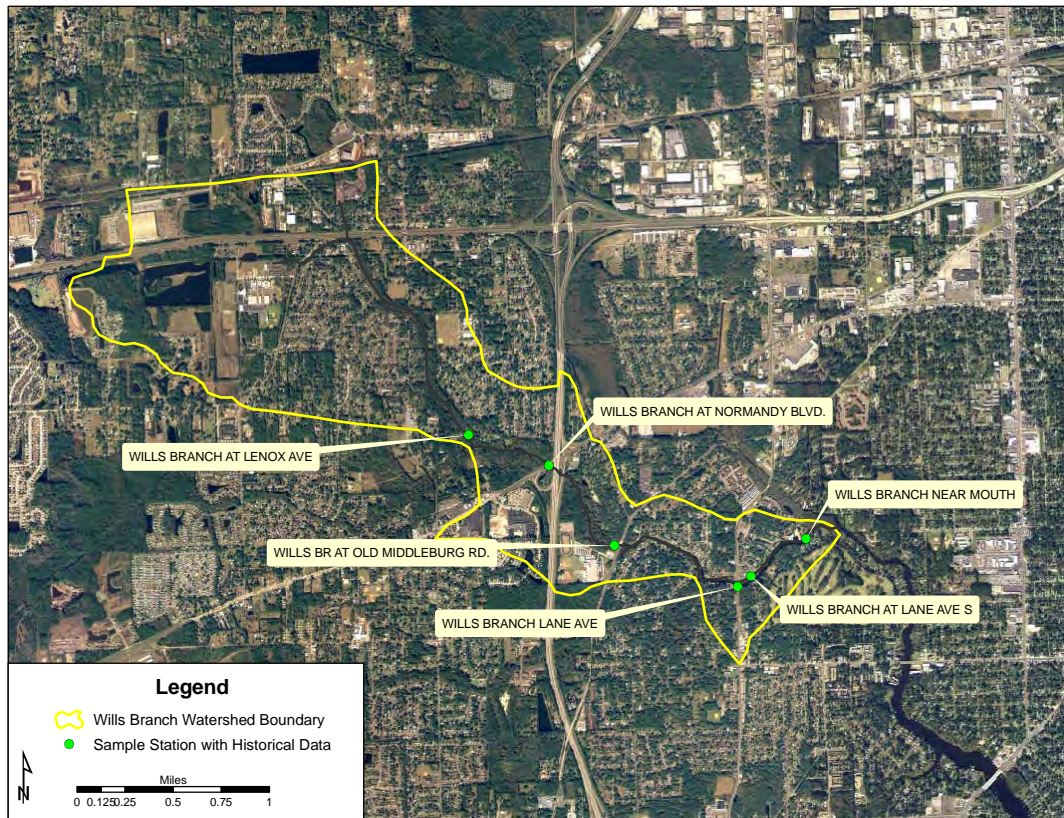 WILLS BRANCH AT NORMANDY BLVD.
WILLS BRANCH AT LENOX AVE
WILLS BRANCH NEAR MOUTH
WILLS BR AT OLD MIDDLEBURG RD.
WILLS BRANCH AT LANE AVE S
WILLS BRANCH LANE AVE
Legend
Wills Branch Watershed Boundary
Sample Station with Historical Data
N
Miles
0 0.125 0.25 0.5 0.75 1